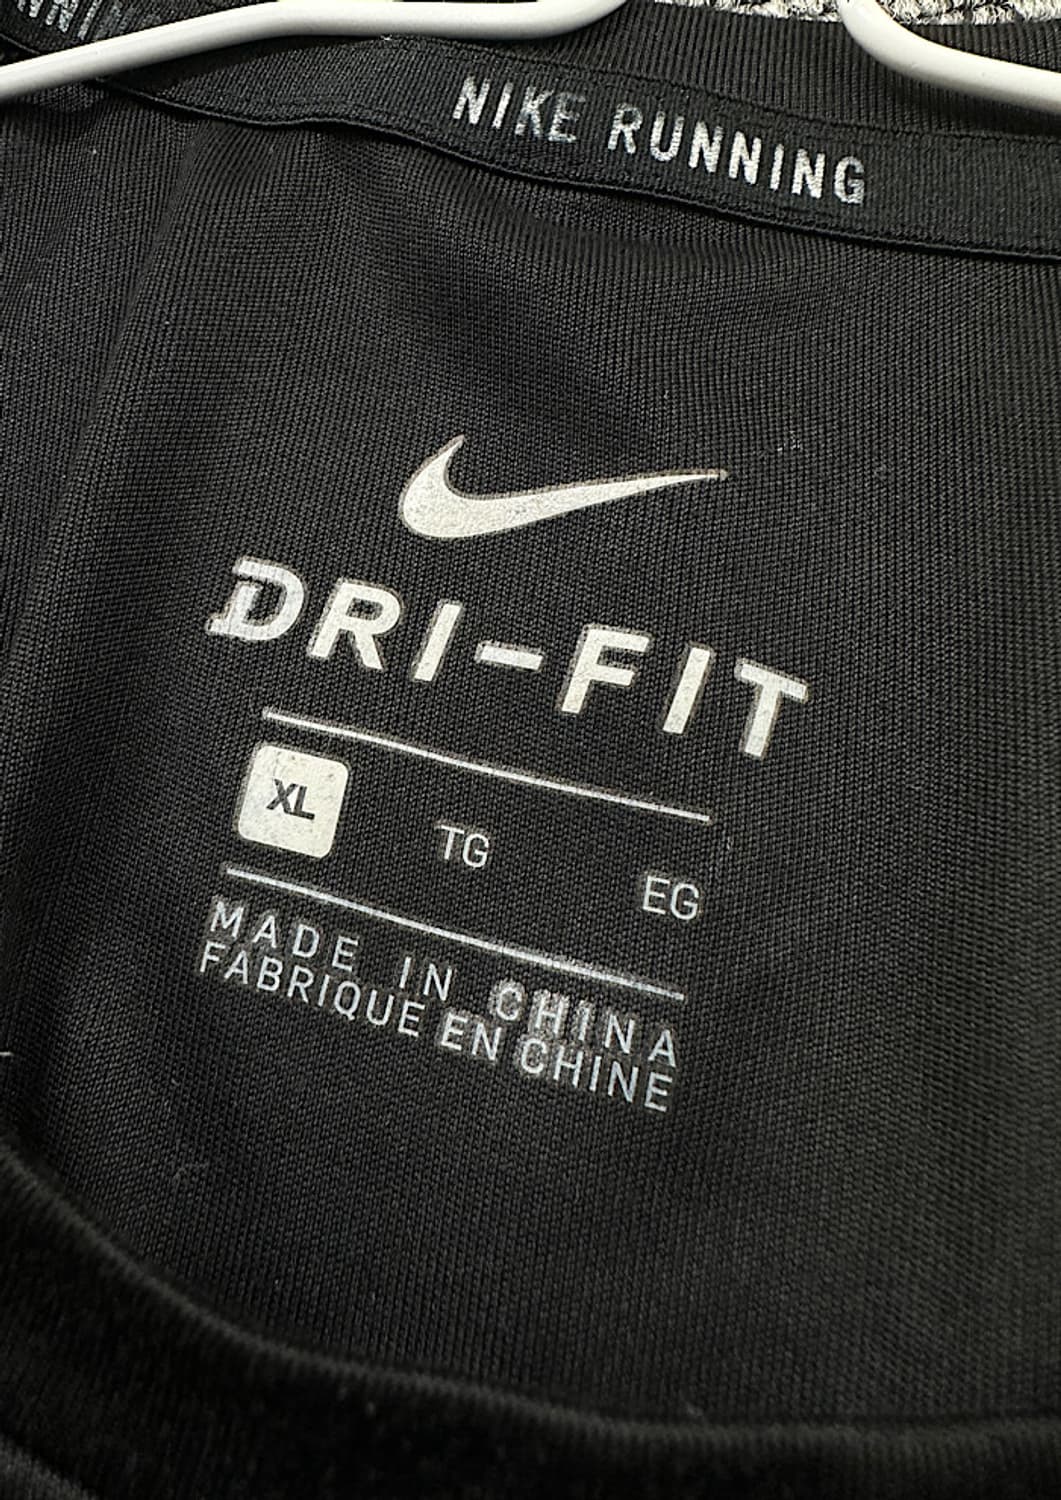 NIKE RUNNING
DRI-FIT
XL TG EG
MADE IN CHINA
FABRIQUE EN CHINE